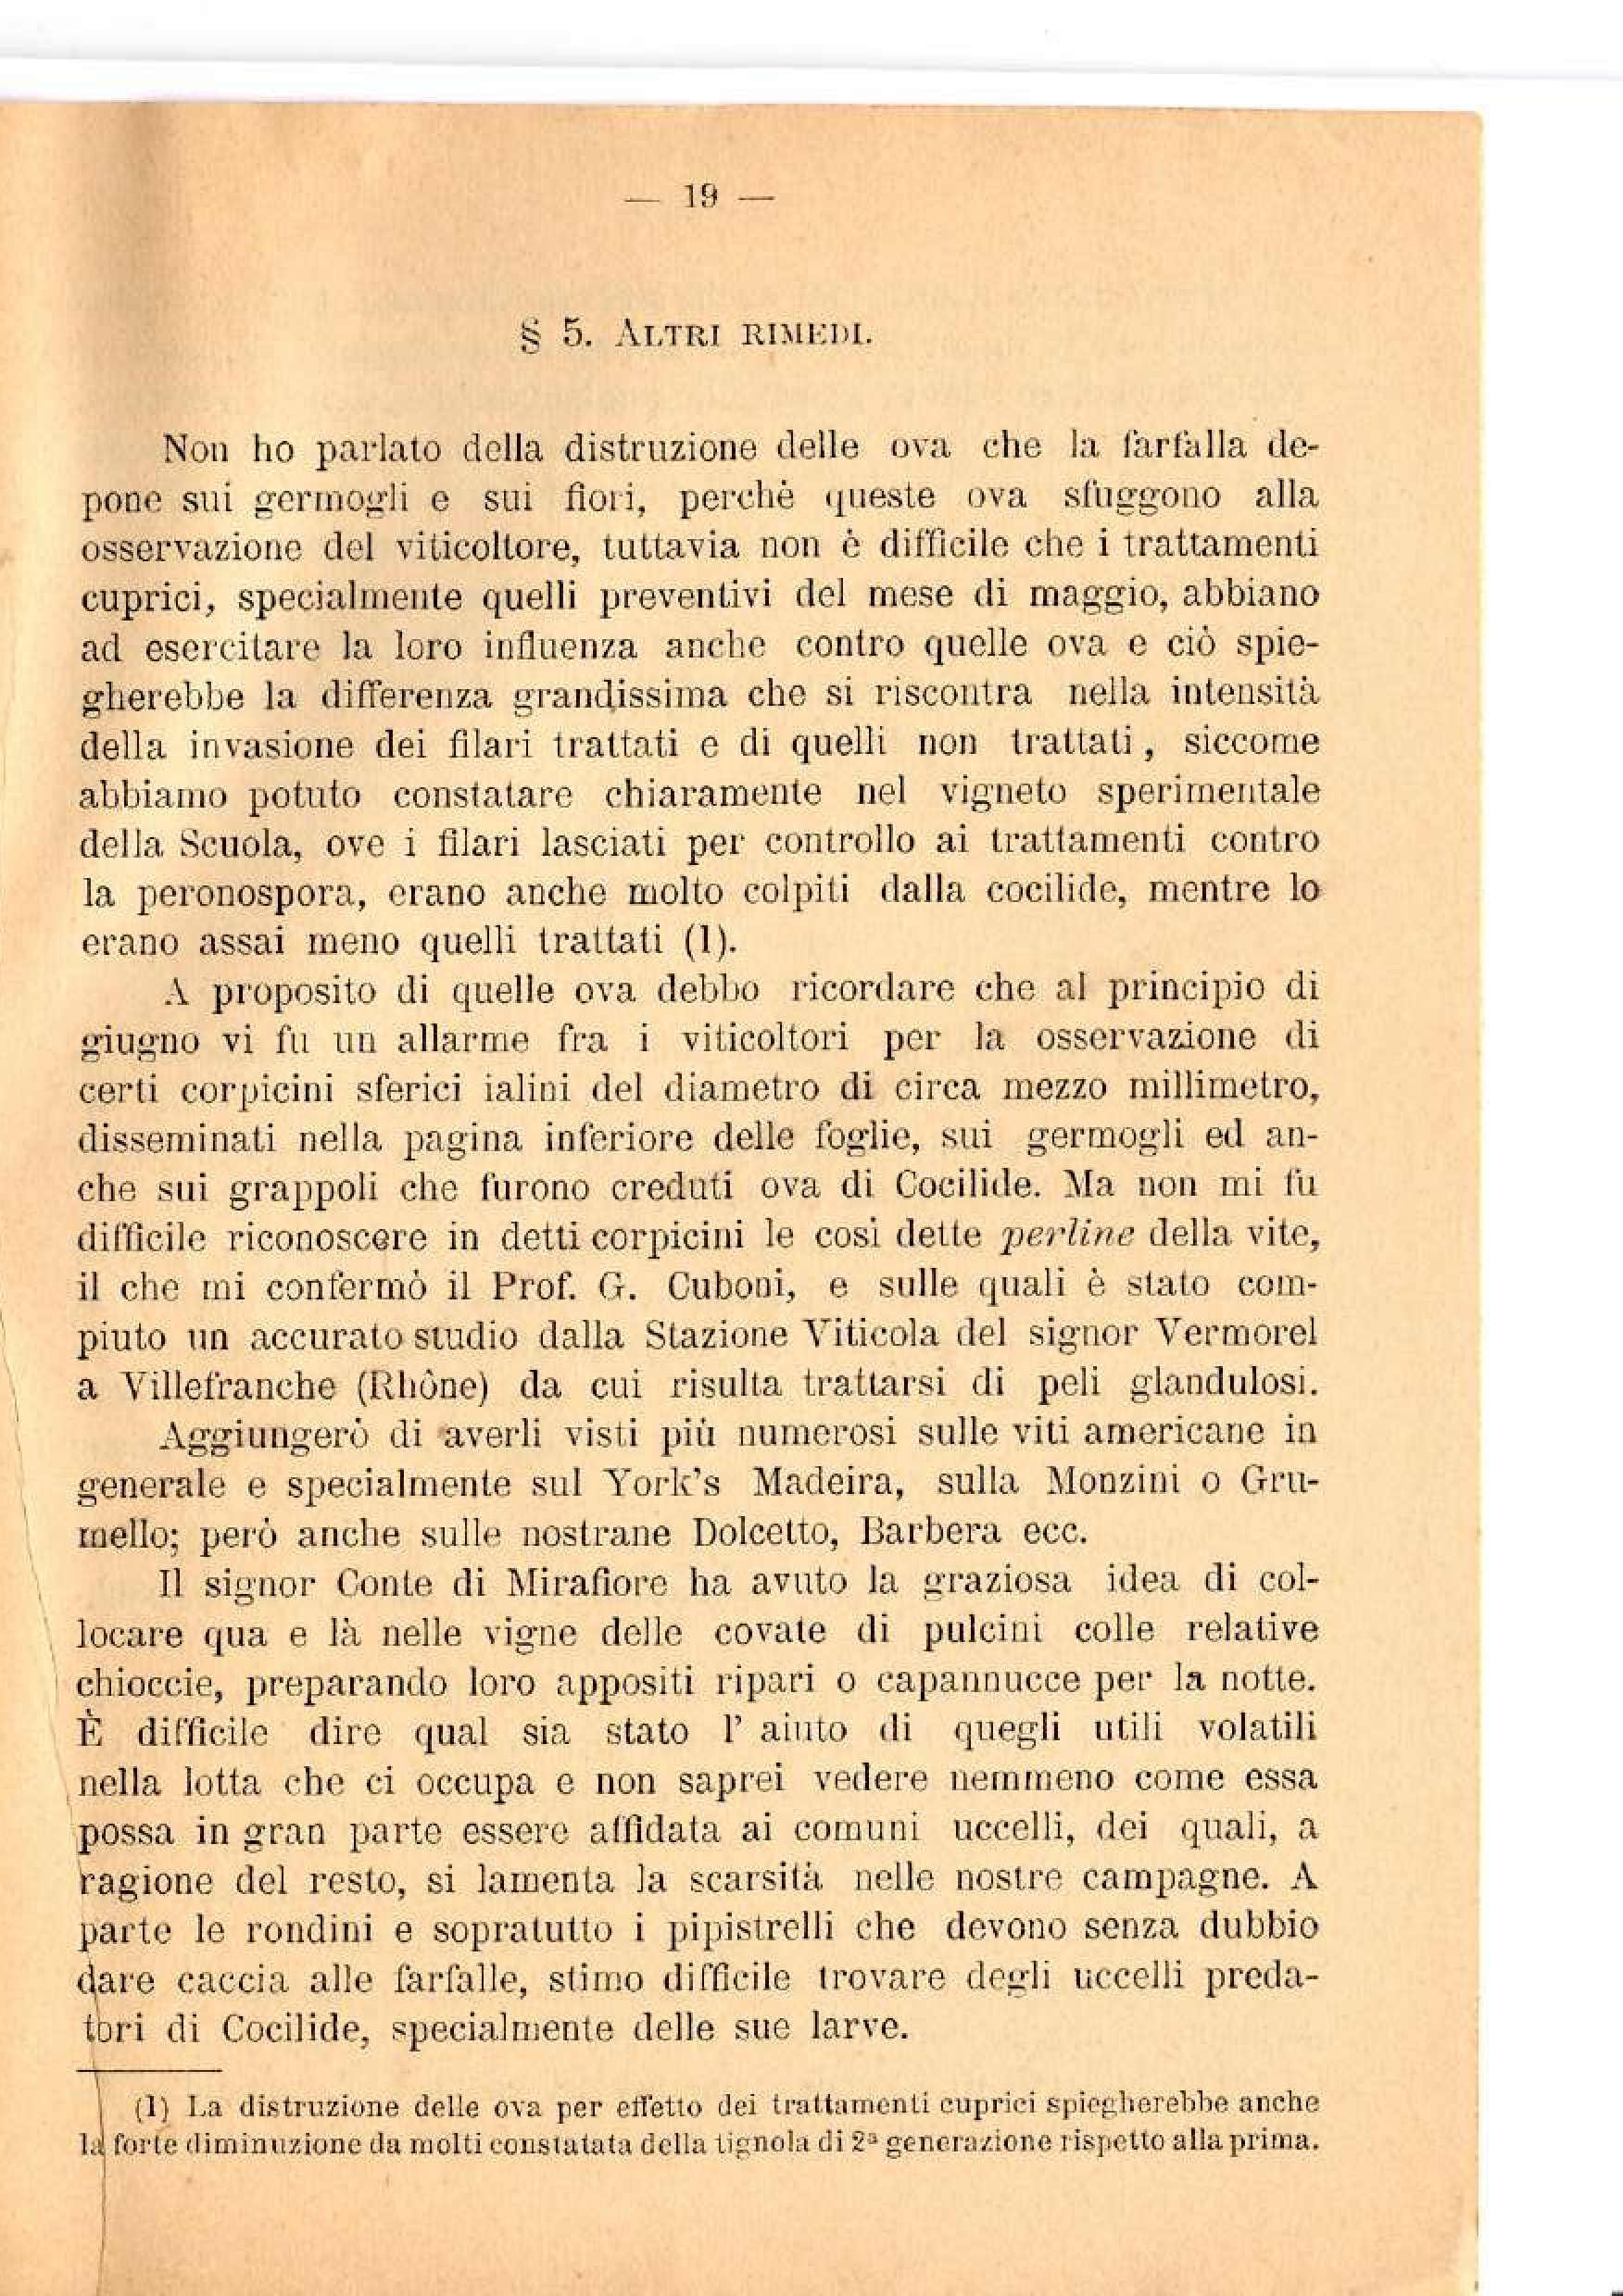 — 19 —
§ 5. ALTRI RIMEDI.
Non ho parlato della distruzione delle ova che la farfalla de-
pone sui germogli e sui fiori, perchè queste ova sfuggono alla
osservazione del viticoltore, tuttavia non è difficile che i trattamenti
cuprici, specialmente quelli preventivi del mese di maggio, abbiano
ad esercitare la loro influenza anche contro quelle ova e ciò spie-
gherebbe la differenza grandissima che si riscontra nella intensità
della invasione dei filari trattati e di quelli non trattati, siccome
abbiamo potuto constatare chiaramente nel vigneto sperimentale
della Scuola, ove i filari lasciati per controllo ai trattamenti contro
la peronospora, erano anche molto colpiti dalla cocilide, mentre lo
erano assai meno quelli trattati (1).
A proposito di quelle ova debbo ricordare che al principio di
giugno vi fu un allarme fra i viticoltori per la osservazione di
certi corpicini sferici ialini del diametro di circa mezzo millimetro,
disseminati nella pagina inferiore delle foglie, sui germogli ed an-
che sui grappoli che furono creduti ova di Cocilide. Ma non mi fu
difficile riconoscere in detti corpicini le cosi dette perline della vite,
il che mi confermò il Prof. G. Cuboni, e sulle quali è stato com-
piuto un accurato studio dalla Stazione Viticola del signor Vermorel
a Villefranche (Rhône) da cui risulta trattarsi di peli glandulosi.
Aggiungerò di averli visti più numerosi sulle viti americane in
generale e specialmente sul York's Madeira, sulla Monzini o Gru-
mello; però anche sulle nostrane Dolcetto, Barbera ecc.
Il signor Conte di Mirafiore ha avuto la graziosa idea di col-
locare qua e là nelle vigne delle covate di pulcini colle relative
chioccie, preparando loro appositi ripari o capannucce per la notte.
È difficile dire qual sia stato l' aiuto di quegli utili volatili
nella lotta che ci occupa e non saprei vedere nemmeno come essa
possa in gran parte essere affidata ai comuni uccelli, dei quali, a
ragione del resto, si lamenta la scarsità nelle nostre campagne. A
parte le rondini e sopratutto i pipistrelli che devono senza dubbio
dare caccia alle farfalle, stimo difficile trovare degli uccelli preda-
tori di Cocilide, specialmente delle sue larve.
(1) La distruzione delle ova per effetto dei trattamenti cuprici spiegherebbe anche
la forte diminuzione da molti constatata della tignola di 2ª generazione rispetto alla prima.